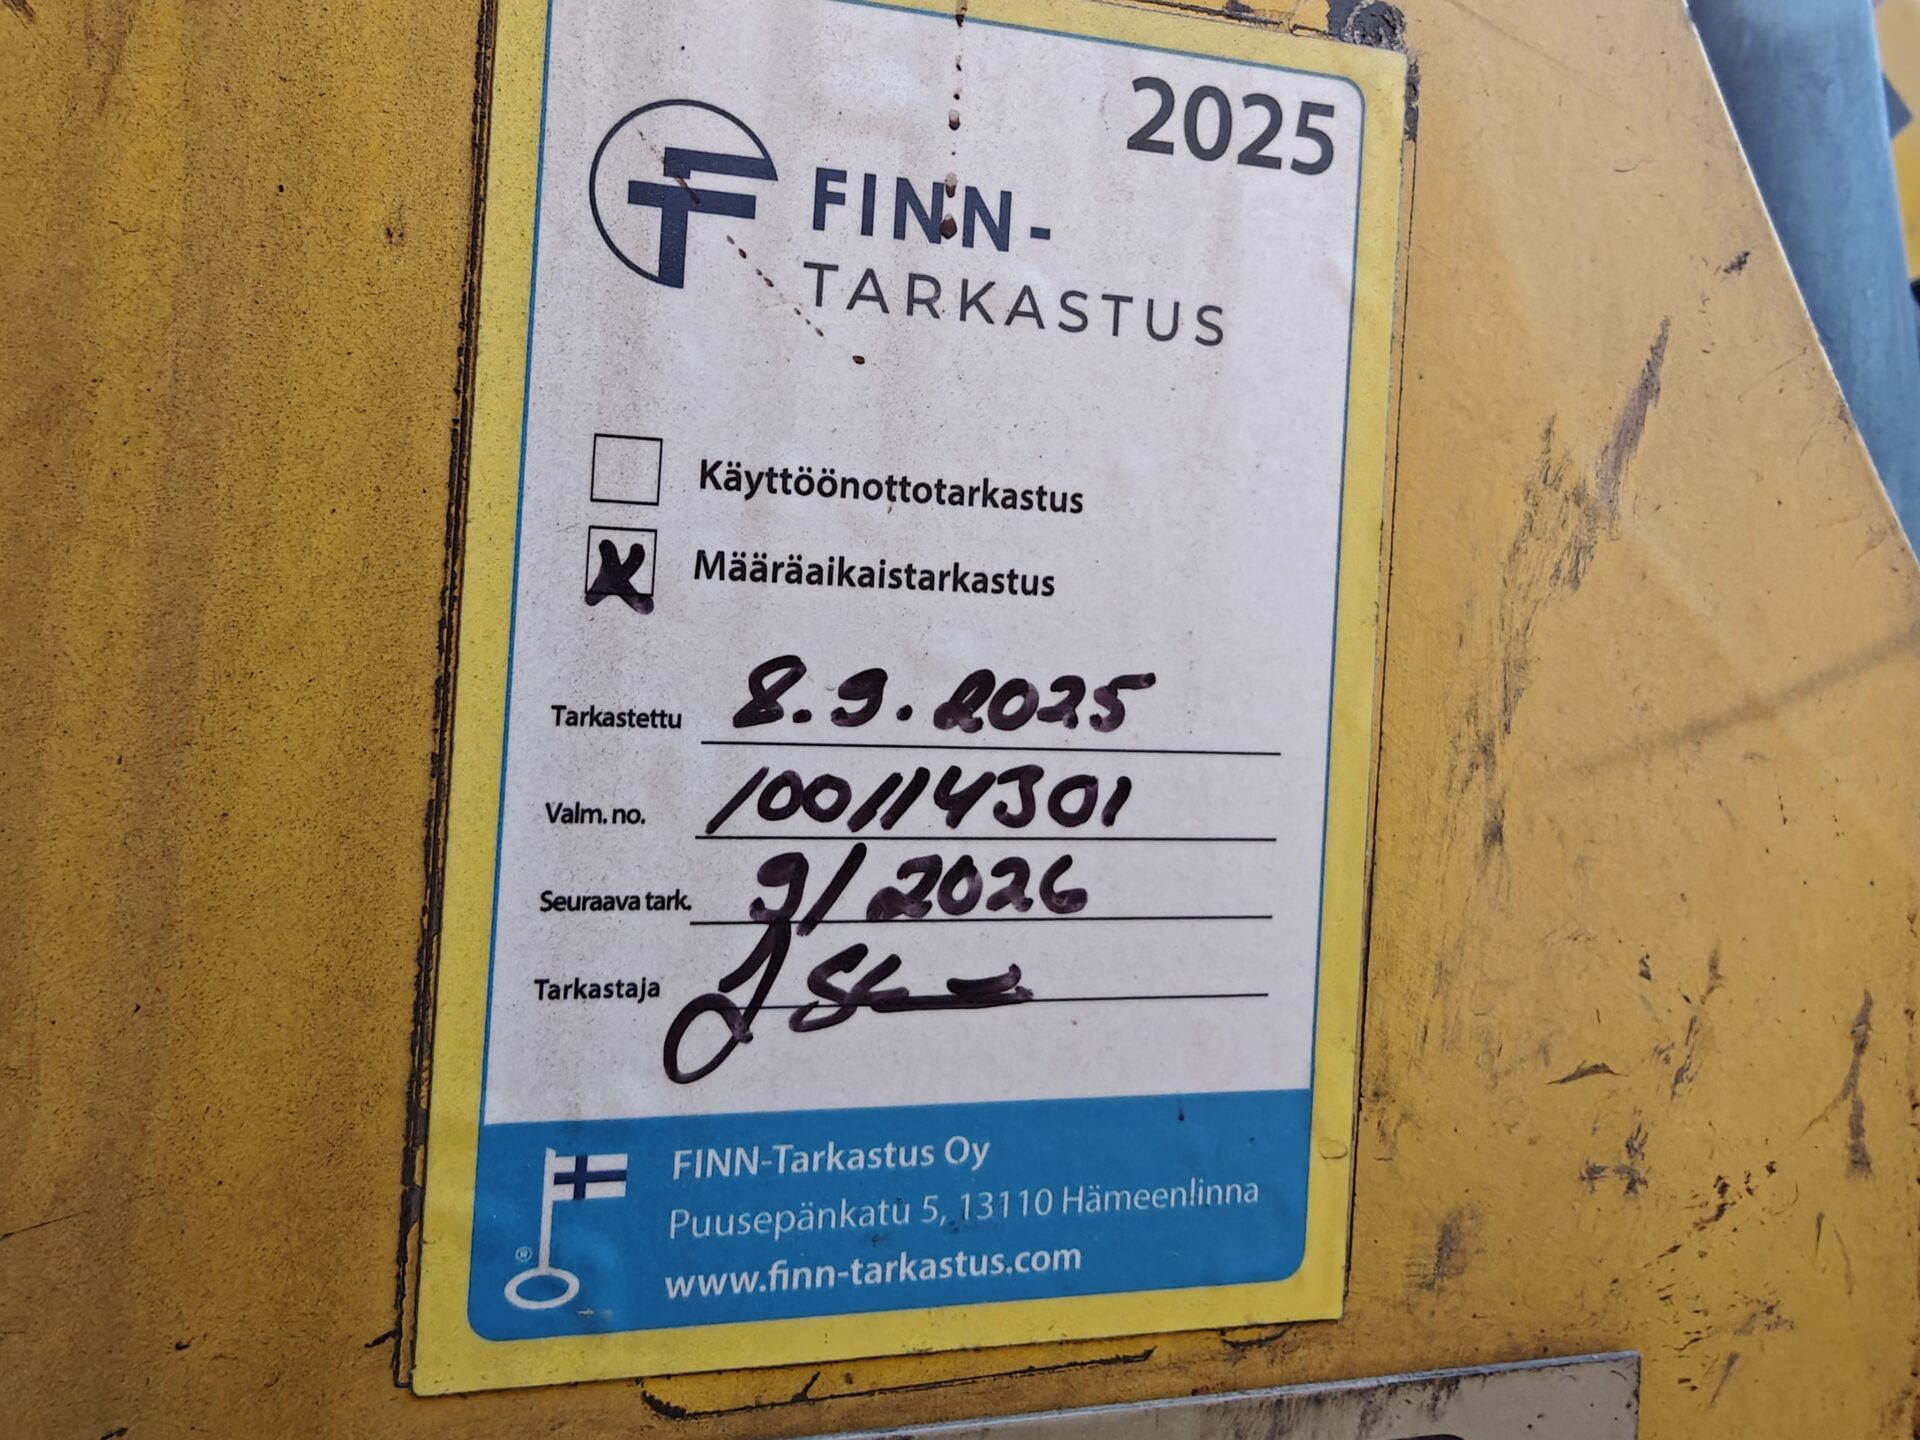 2025
FINN-
TARKASTUS
Käyttöönottotarkastus
X Määräaikaistarkastus
Tarkastettu 8.9.2025
Valm. no. 100114301
Seuraava tark. 9/2026
Tarkastaja
FINN-Tarkastus Oy
Puusepänkatu 5, 13110 Hämeenlinna
www.finn-tarkastus.com
®